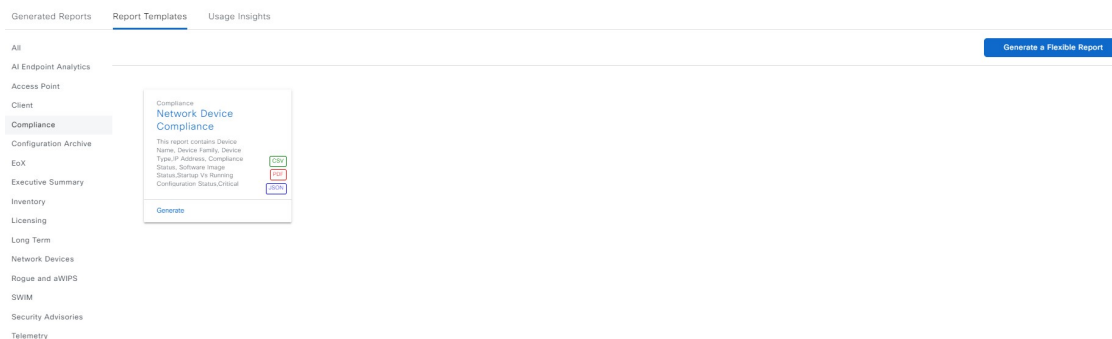 Generated Reports
Report Templates
Usage Insights
All
AI Endpoint Analytics
Access Point
Client
Compliance
Configuration Archive
EoX
Executive Summary
Inventory
Licensing
Long Term
Network Devices
Rogue and aWIPS
SWIM
Security Advisories
Telemetry
Generate a Flexible Report
Compliance
Network Device
Compliance
This report contains Device
Name, Device Family, Device
Type,IP Address, Compliance
Status, Software Image
Status,Startup Vs Running
Configuration Status,Critical
CSV
PDF
JSON
Generate